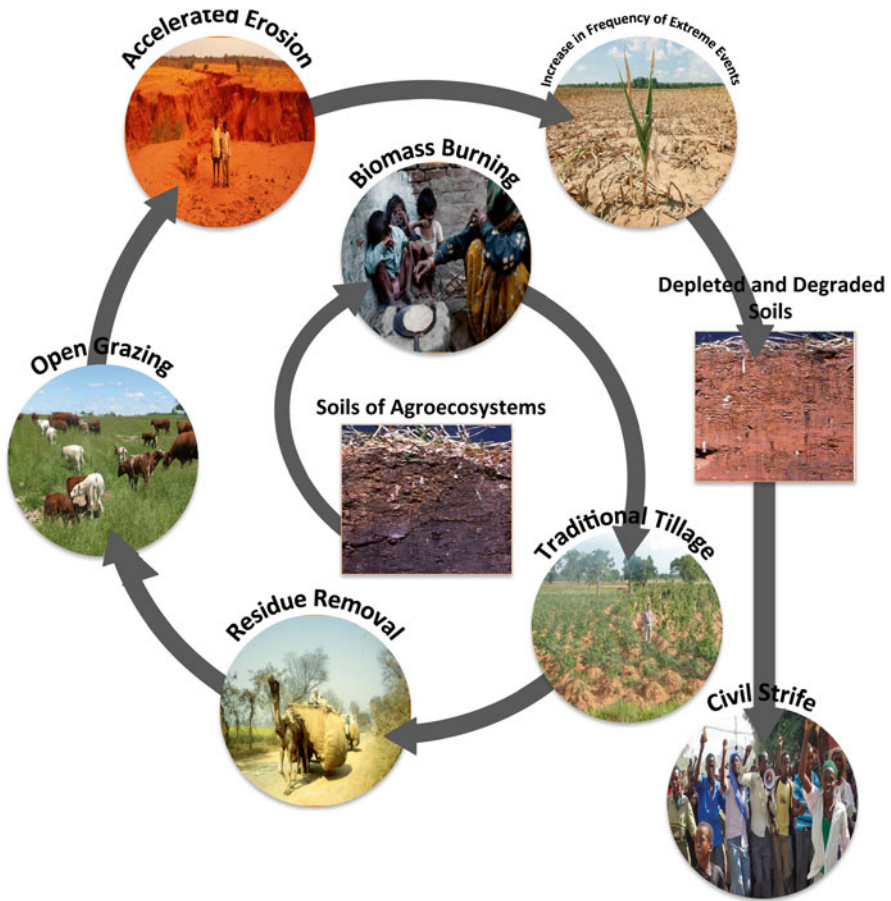 Accelerated Erosion
Increase in Frequency of Extreme Events
Biomass Burning
Depleted and Degraded
Soils
Open Grazing
Soils of Agroecosystems
Traditional Tillage
Residue Removal
Civil Strife